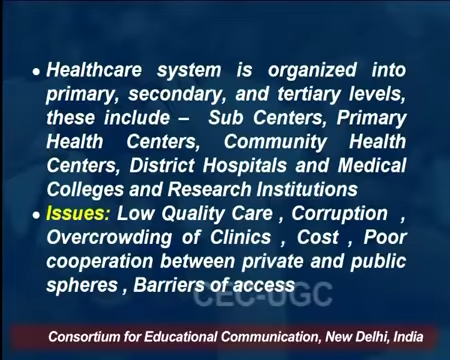 • Healthcare system is organized into
primary, secondary, and tertiary levels,
these include – Sub Centers, Primary
Health Centers, Community Health
Centers, District Hospitals and Medical
Colleges and Research Institutions
• Issues: Low Quality Care , Corruption ,
Overcrowding of Clinics , Cost , Poor
cooperation between private and public
spheres , Barriers of access
CEC-UGC
Consortium for Educational Communication, New Delhi, India